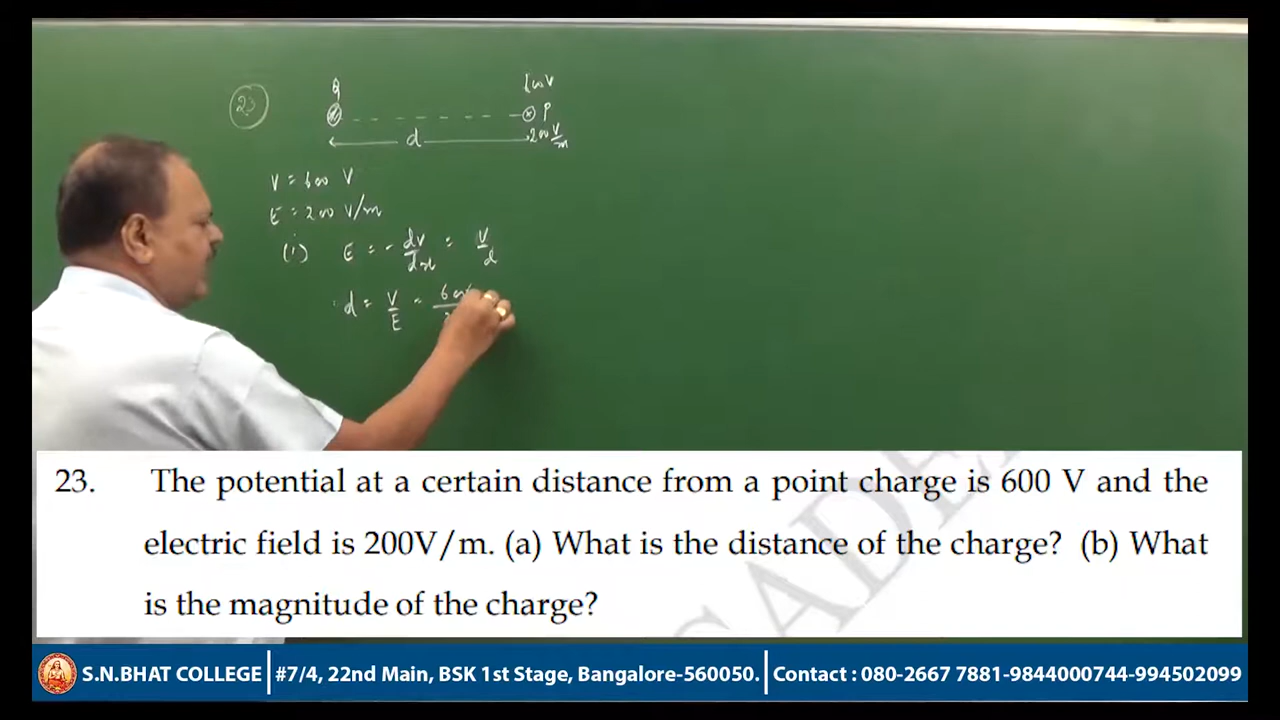 23
Q
600 V
P
d
200 V/m
V = 600 V
E = 200 V/m
(i) E = - dV/dx = V/d
d = V/E =
23. The potential at a certain distance from a point charge is 600 V and the
electric field is 200V/m. (a) What is the distance of the charge? (b) What
is the magnitude of the charge?
S.N.BHAT COLLEGE #7/4, 22nd Main, BSK 1st Stage, Bangalore-560050. Contact : 080-2667 7881-9844000744-994502099